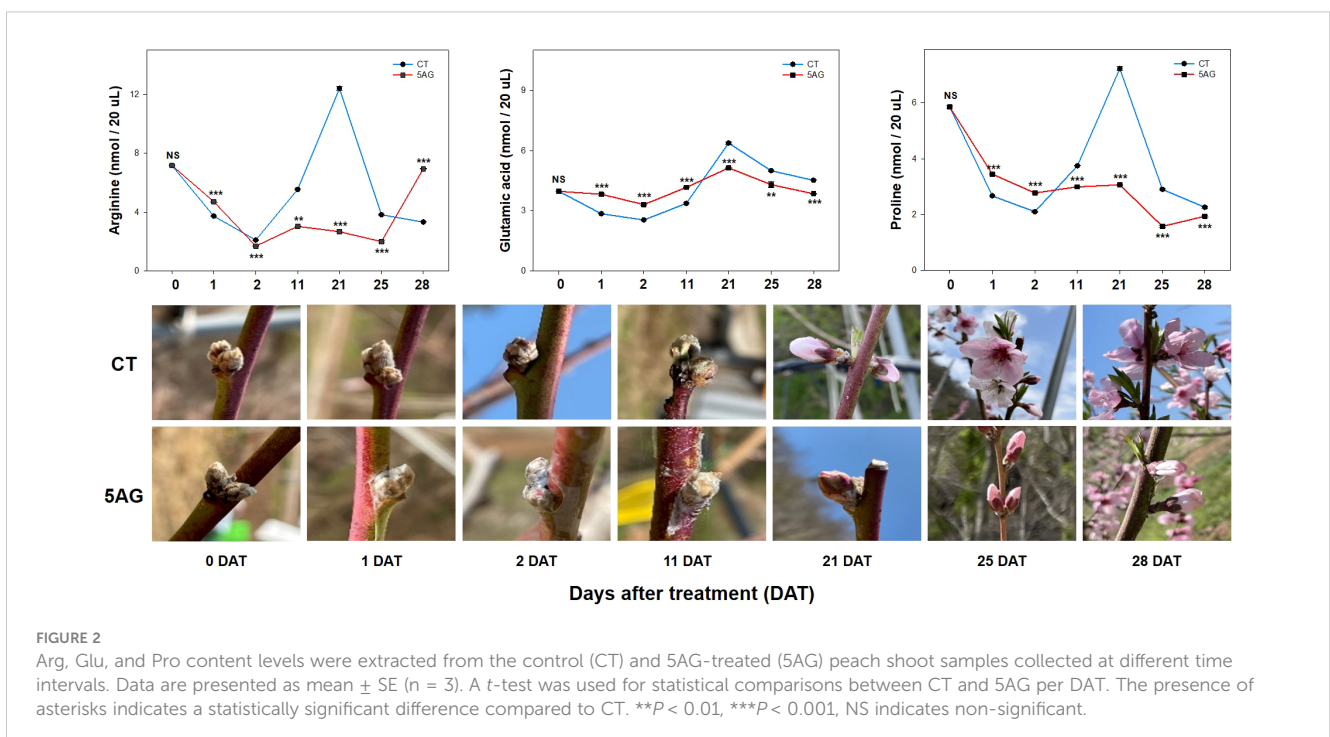 CT
5AG
Arginine (nmol / 20 uL)
12
8
4
0
NS
***
***
**
***
***
***
0 1 2 11 21 25 28
CT
5AG
Glutamic acid (nmol / 20 uL)
9
6
3
0
NS
***
***
***
***
**
***
0 1 2 11 21 25 28
CT
5AG
Proline (nmol / 20 uL)
6
4
2
0
NS
***
***
***
***
***
***
0 1 2 11 21 25 28
CT
5AG
0 DAT 1 DAT 2 DAT 11 DAT 21 DAT 25 DAT 28 DAT
Days after treatment (DAT)
FIGURE 2
Arg, Glu, and Pro content levels were extracted from the control (CT) and 5AG-treated (5AG) peach shoot samples collected at different time
intervals. Data are presented as mean ± SE (n = 3). A t-test was used for statistical comparisons between CT and 5AG per DAT. The presence of
asterisks indicates a statistically significant difference compared to CT. **P < 0.01, ***P < 0.001, NS indicates non-significant.